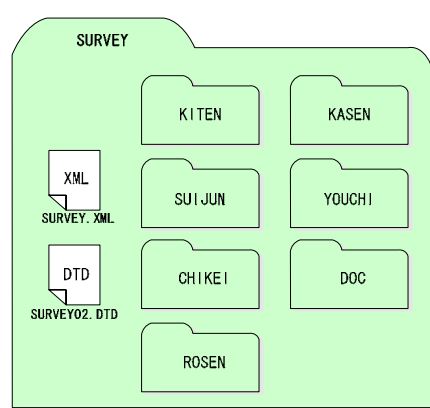 SURVEY
KITEN
KASEN
XML
SURVEY.XML
SUIJUN
YOUCHI
DTD
SURVEY02.DTD
CHIKEI
DOC
ROSEN